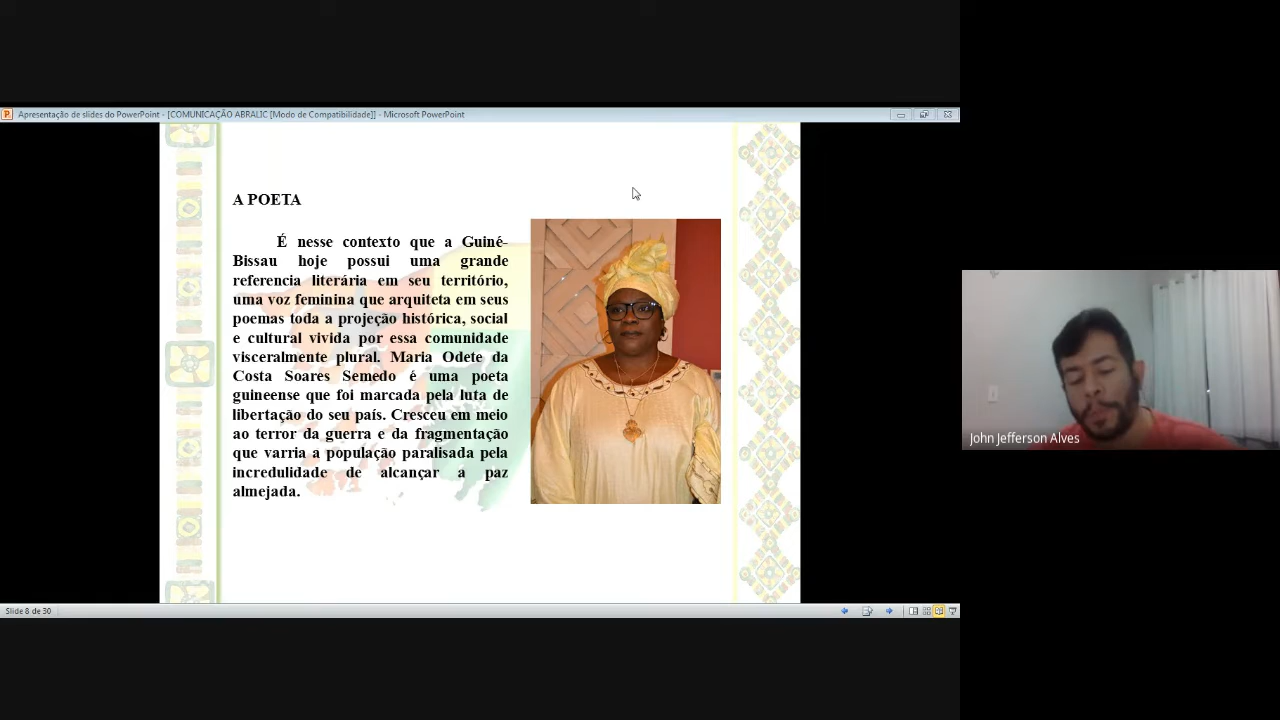 Apresentação de slides do PowerPoint - [COMUNICAÇÃO ABRALIC [Modo de Compatibilidade]] - Microsoft PowerPoint
A POETA
É nesse contexto que a Guiné-
Bissau hoje possui uma grande
referencia literária em seu território,
uma voz feminina que arquiteta em seus
poemas toda a projeção histórica, social
e cultural vivida por essa comunidade
visceralmente plural. Maria Odete da
Costa Soares Semedo é uma poeta
guineense que foi marcada pela luta de
libertação do seu país. Cresceu em meio
ao terror da guerra e da fragmentação
que varria a população paralisada pela
incredulidade de alcançar a paz
almejada.
John Jefferson Alves
Slide 8 de 30